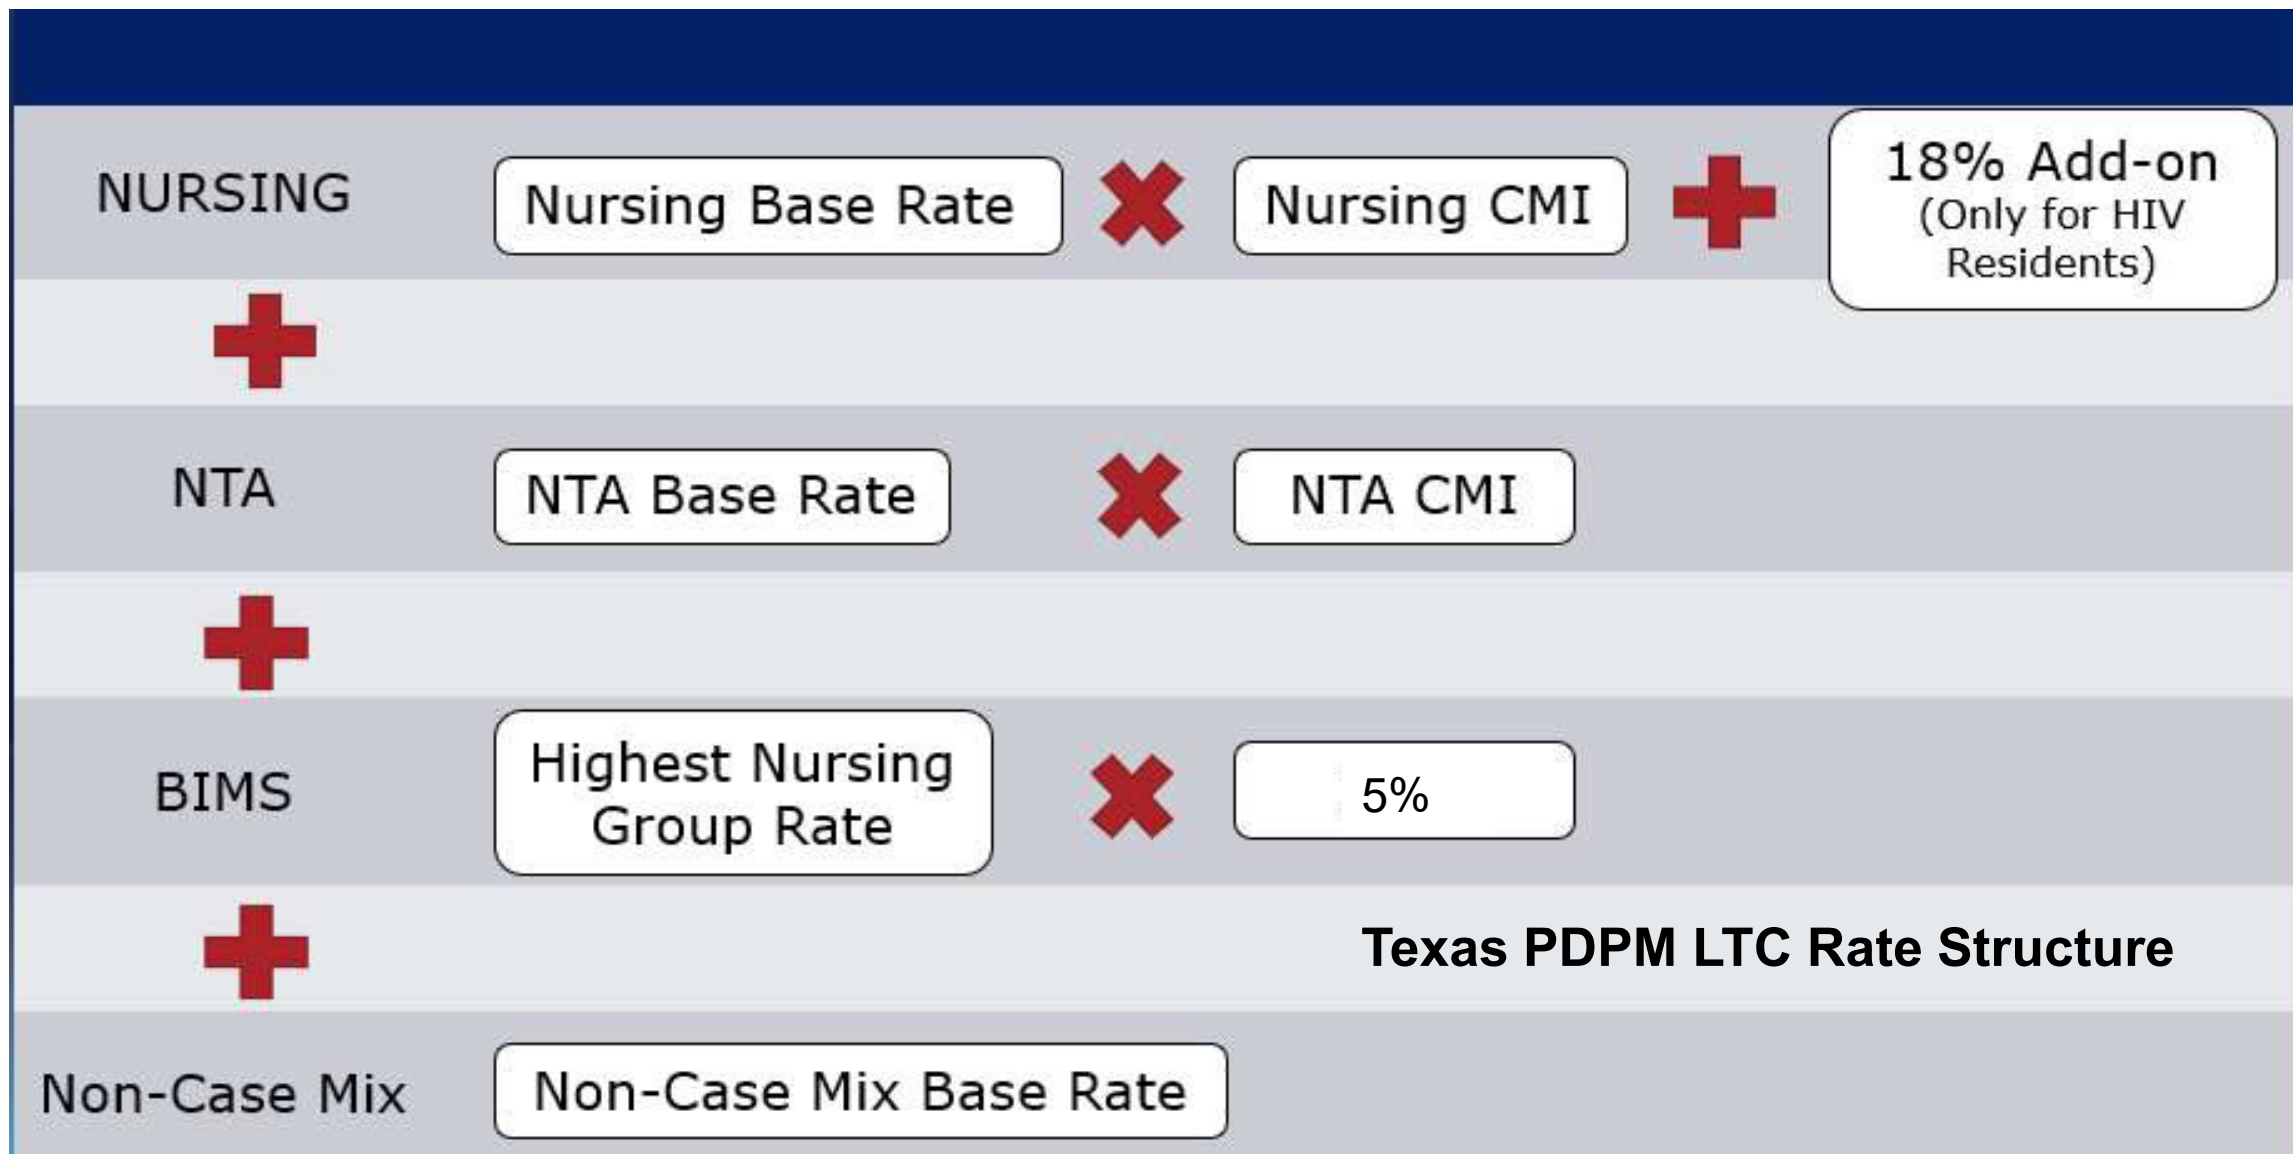 NURSING
Nursing Base Rate
Nursing CMI
18% Add-on
(Only for HIV
Residents)
NTA
NTA Base Rate
NTA CMI
BIMS
Highest Nursing
Group Rate
5%
Texas PDPM LTC Rate Structure
Non-Case Mix
Non-Case Mix Base Rate